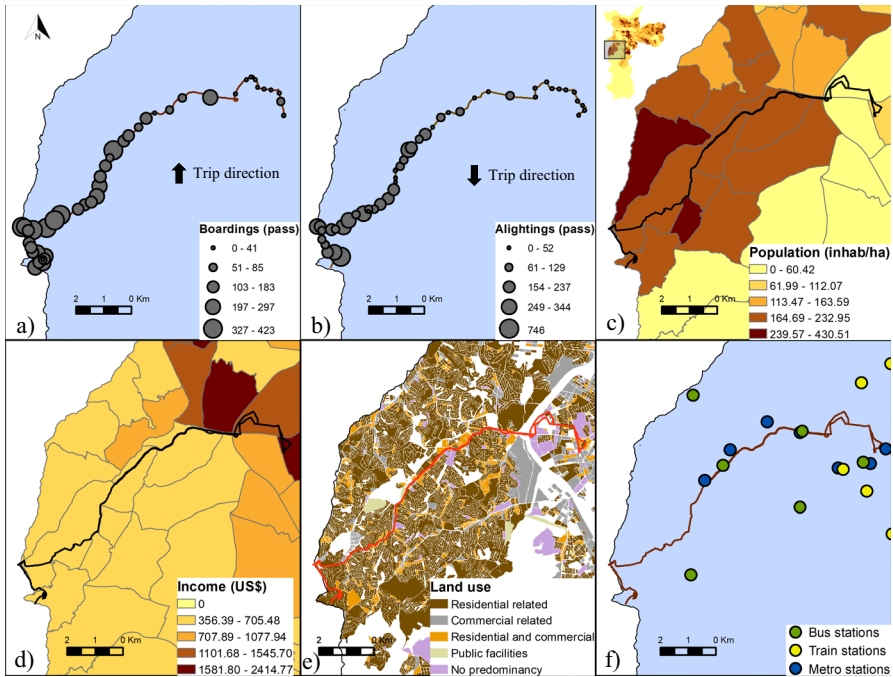 N
Trip direction
Boardings (pass)
0 - 41
51 - 85
103 - 183
197 - 297
327 - 423
2 1 0 Km
a)
Trip direction
Alightings (pass)
0 - 52
61 - 129
154 - 237
249 - 344
746
2 1 0 Km
b)
Population (inhab/ha)
0 - 60.42
61.99 - 112.07
113.47 - 163.59
164.69 - 232.95
239.57 - 430.51
2 1 0 Km
c)
Income (US$)
0
356.39 - 705.48
707.89 - 1077.94
1101.68 - 1545.70
1581.80 - 2414.77
2 1 0 Km
d)
Land use
Residential related
Commercial related
Residential and commercial
Public facilities
No predominancy
2 1 0 Km
e)
Bus stations
Train stations
Metro stations
2 1 0 Km
f)